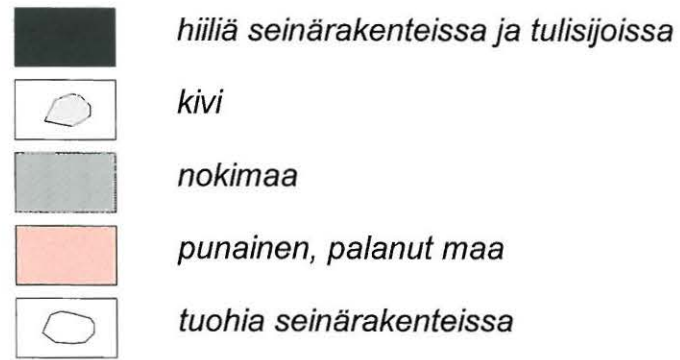 hiiliä seinärakenteissa ja tulisijoissa
kivi
nokimaa
punainen, palanut maa
tuohia seinärakenteissa